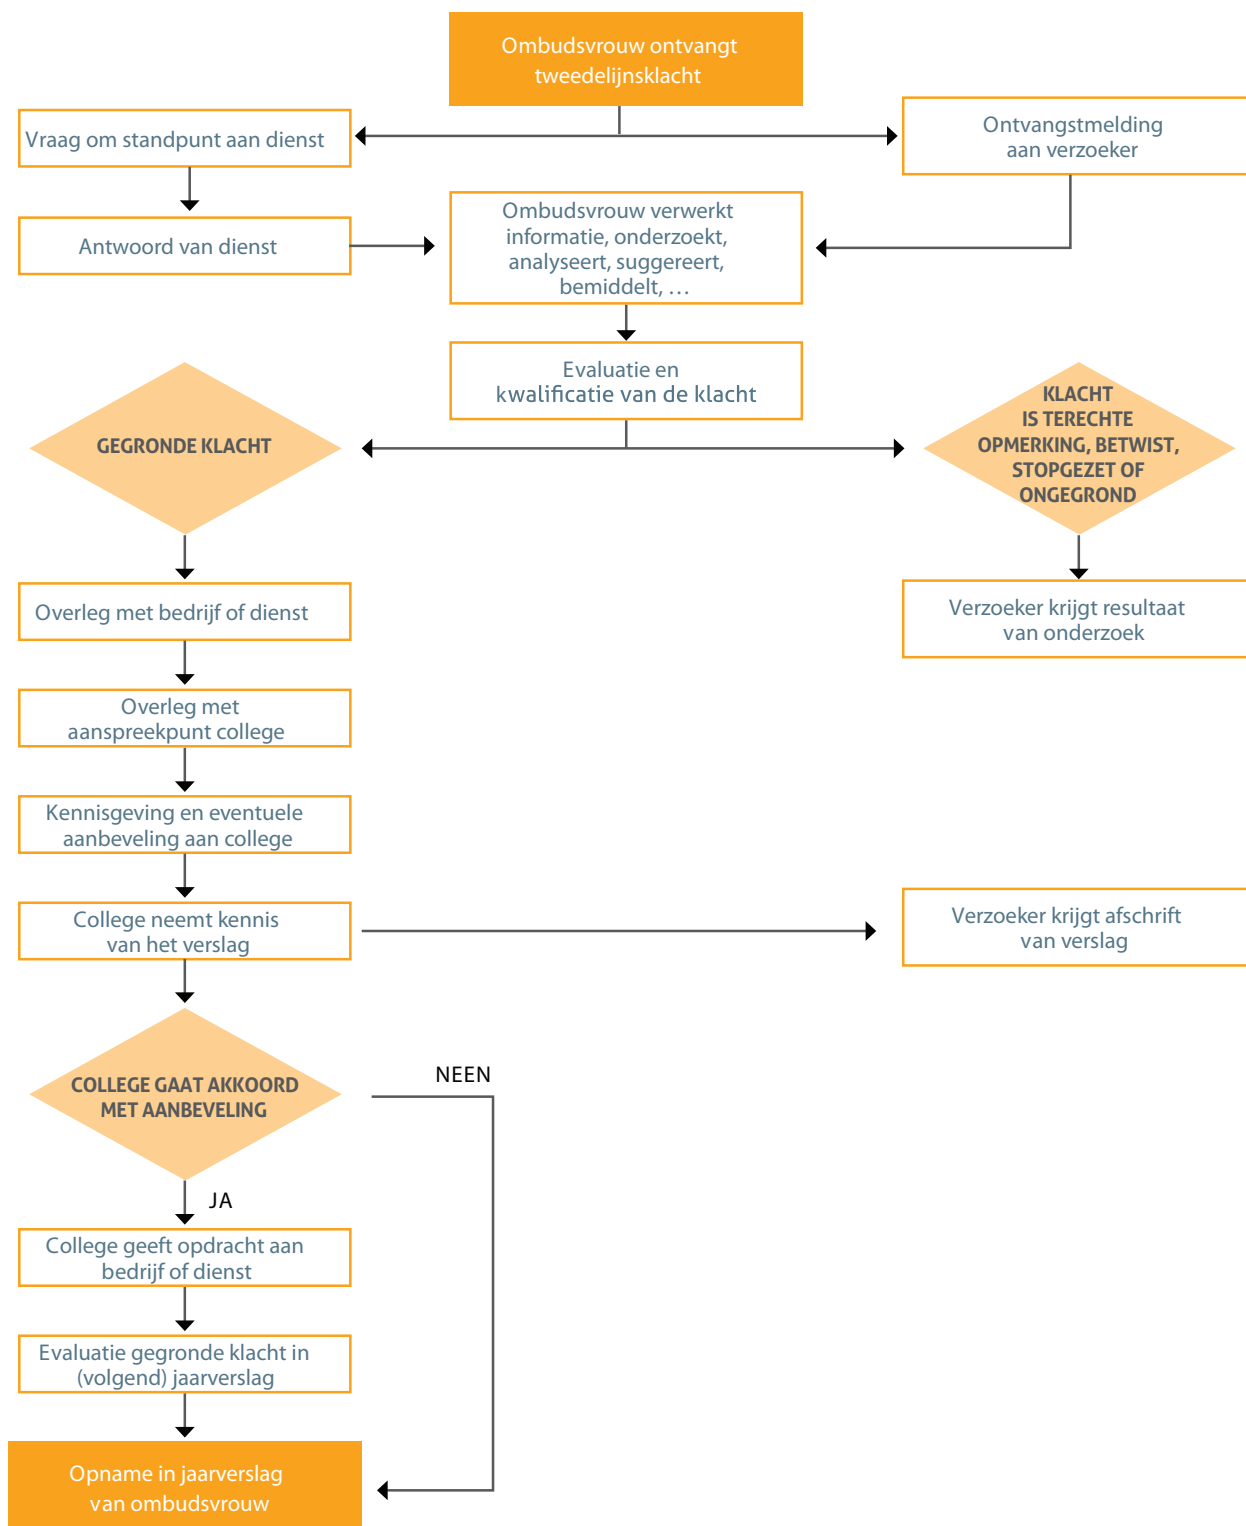 Ombudsvrouw ontvangt
tweedelijnsklacht
Vraag om standpunt aan dienst
Ontvangstmelding
aan verzoeker
Antwoord van dienst
Ombudsvrouw verwerkt
informatie, onderzoekt,
analyseert, suggereert,
bemiddelt, …
Evaluatie en
kwalificatie van de klacht
GEGRONDE KLACHT
KLACHT
IS TERECHTE
OPMERKING, BETWIST,
STOPGEZET OF
ONGEGROND
Overleg met bedrijf of dienst
Verzoeker krijgt resultaat
van onderzoek
Overleg met
aanspreekpunt college
Kennisgeving en eventuele
aanbeveling aan college
College neemt kennis
van het verslag
Verzoeker krijgt afschrift
van verslag
COLLEGE GAAT AKKOORD
MET AANBEVELING
NEEN
JA
College geeft opdracht aan
bedrijf of dienst
Evaluatie gegronde klacht in
(volgend) jaarverslag
Opname in jaarverslag
van ombudsvrouw